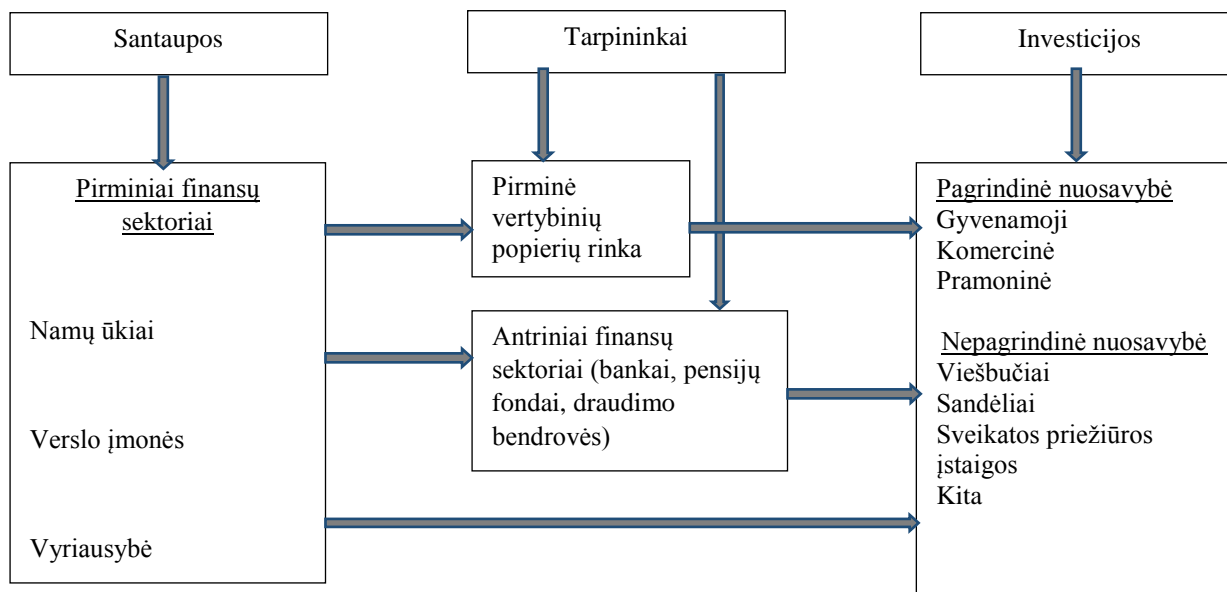 Santaupos
Tarpininkai
Investicijos
Pirminiai finansų
sektoriai
Namų ūkiai
Verslo įmonės
Vyriausybė
Pirminė
vertybinių
popierių rinka
Antriniai finansų
sektoriai (bankai, pensijų
fondai, draudimo
bendrovės)
Pagrindinė nuosavybė
Gyvenamoji
Komercinė
Pramoninė
Nepagrindinė nuosavybė
Viešbučiai
Sandėliai
Sveikatos priežiūros
įstaigos
Kita